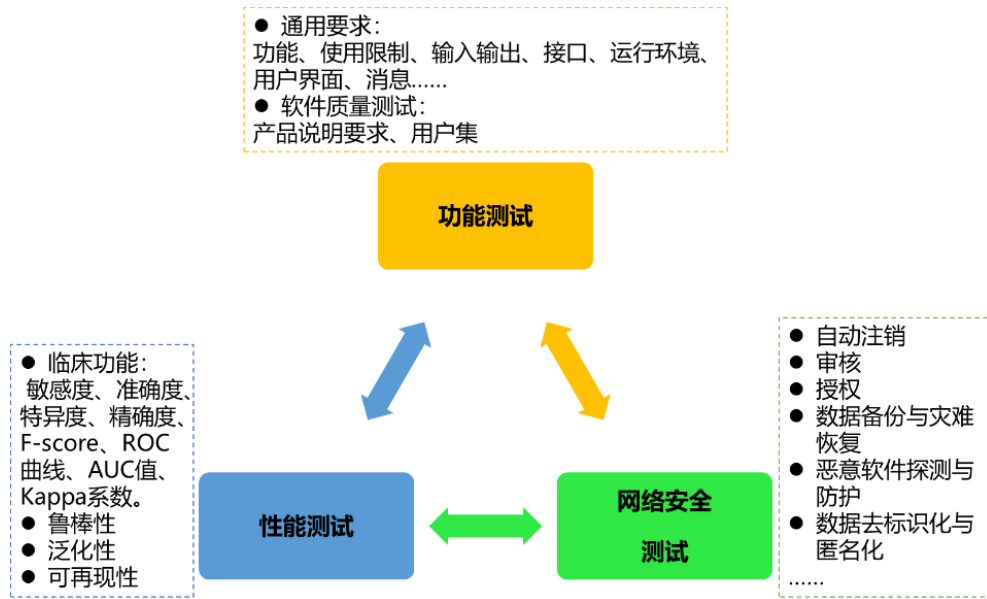 ● 通用要求：
功能、使用限制、输入输出、接口、运行环境、
用户界面、消息……
● 软件质量测试：
产品说明要求、用户集
功能测试
● 临床功能：
敏感度、准确度、
特异度、精确度、
F-score、ROC
曲线、AUC值、
Kappa系数。
● 鲁棒性
● 泛化性
● 可再现性
性能测试
网络安全
测试
● 自动注销
● 审核
● 授权
● 数据备份与灾难
恢复
● 恶意软件探测与
防护
● 数据去标识化与
匿名化
……